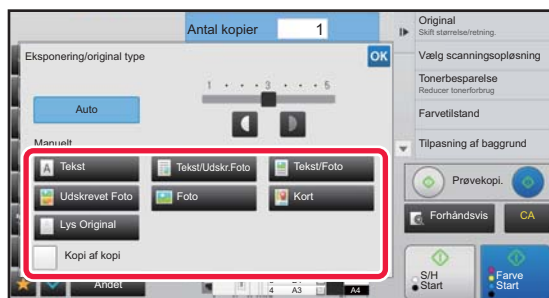 Antal kopier 1
Eksponering/original type
OK
1 3 5
Auto
Manuelt
Tekst
Tekst/Udskr.Foto
Tekst/Foto
Udskrevet Foto
Foto
Kort
Lys Original
Kopi af kopi
Andet
A3
A4
Original
Skift størrelse/retning.
Vælg scanningsopløsning
Tonerbesparelse
Reducer tonerforbrug
Farvetilstand
Tilpasning af baggrund
Prøvekopi.
Forhåndsvis
CA
S/H
Start
Farve
Start